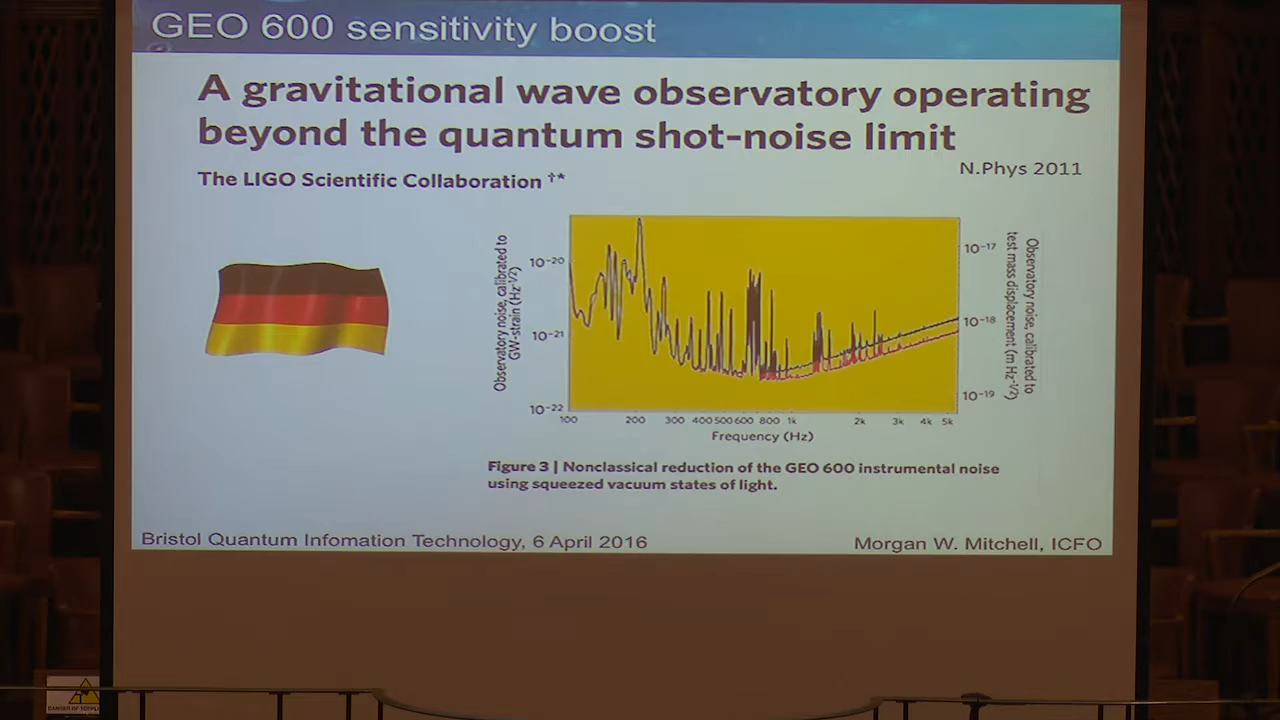 GEO 600 sensitivity boost
A gravitational wave observatory operating
beyond the quantum shot-noise limit
N.Phys 2011
The LIGO Scientific Collaboration †*
Observatory noise, calibrated to
GW-strain (Hz-1/2)
10-20
10-21
10-22
100 200 300 400 500 600 800 1k 2k 3k 4k 5k
Frequency (Hz)
10-17
10-18
10-19
Observatory noise, calibrated to
test mass displacement (m Hz-1/2)
Figure 3 | Nonclassical reduction of the GEO 600 instrumental noise
using squeezed vacuum states of light.
Bristol Quantum Infomation Technology, 6 April 2016
Morgan W. Mitchell, ICFO